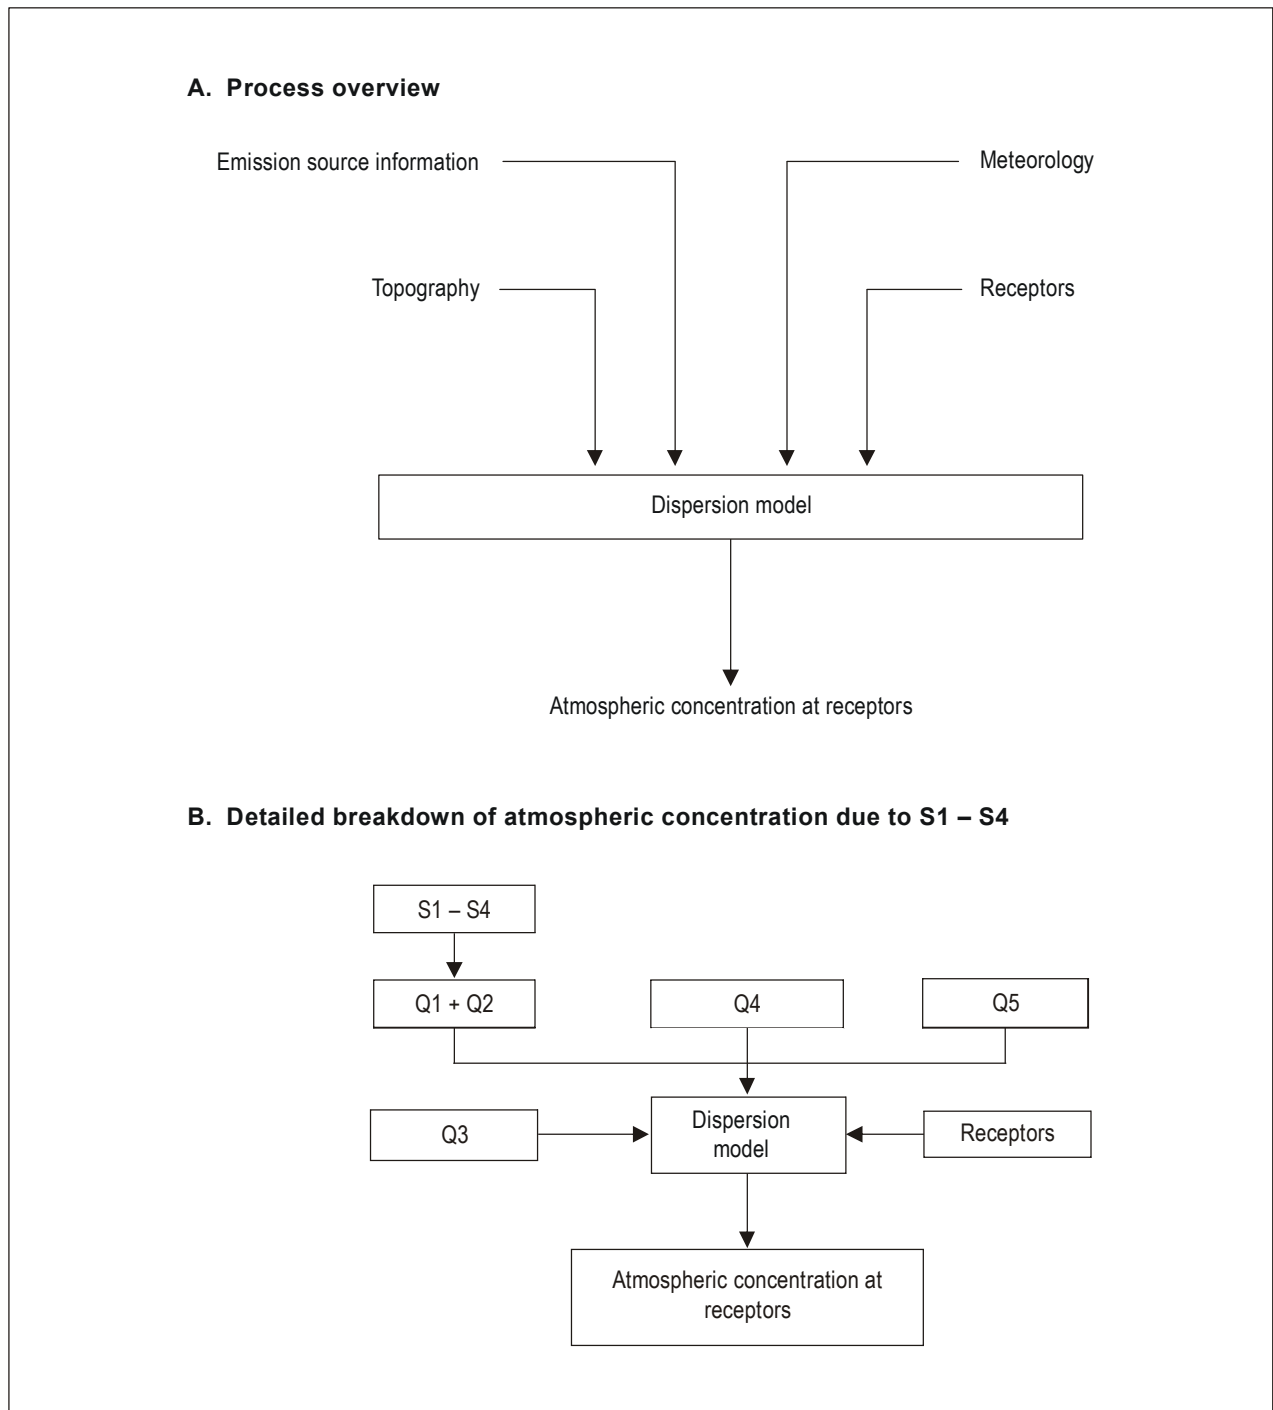 A. Process overview
Emission source information
Meteorology
Topography
Receptors
Dispersion model
Atmospheric concentration at receptors
B. Detailed breakdown of atmospheric concentration due to S1 – S4
S1 – S4
Q1 + Q2
Q4
Q5
Q3
Dispersion
model
Receptors
Atmospheric concentration at
receptors